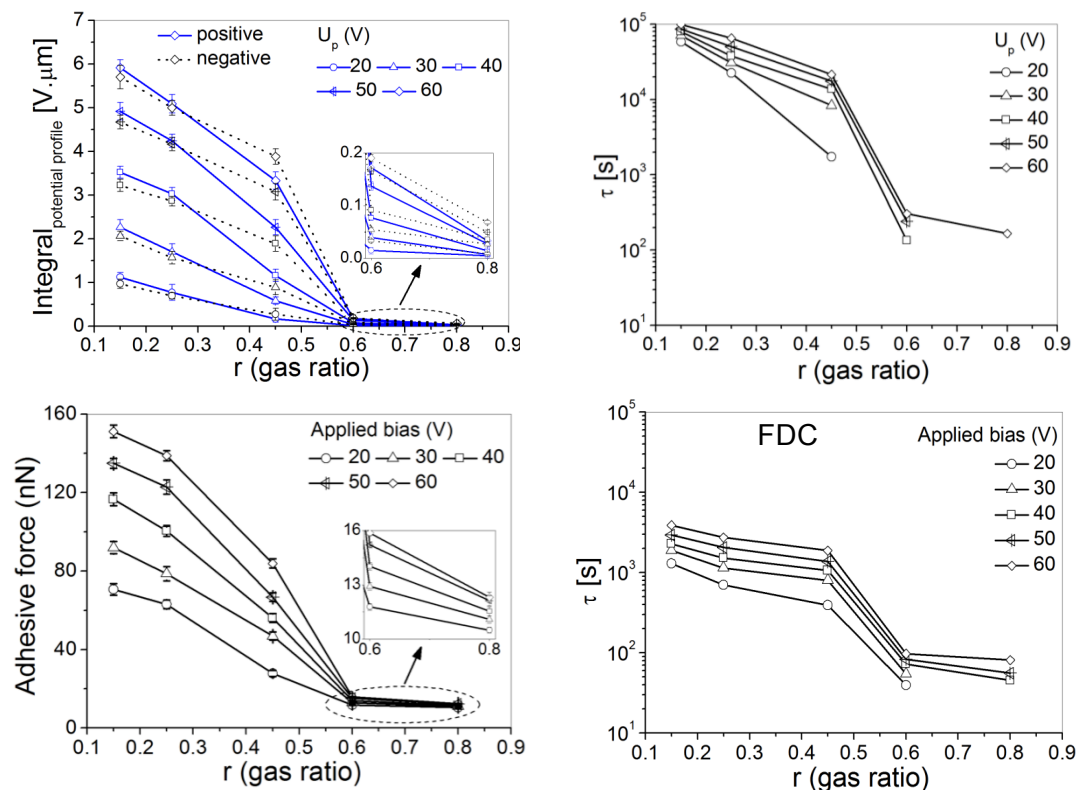 positive
negative
U_p (V)
20 30 40
50 60
Integral_potential profile [V.µm]
7
6
5
4
3
2
1
0
0.2
0.1
0.0
0.6 0.7 0.8
0.1 0.2 0.3 0.4 0.5 0.6 0.7 0.8 0.9
r (gas ratio)
U_p (V)
20
30
40
50
60
τ [s]
10^5
10^4
10^3
10^2
10^1
0.1 0.2 0.3 0.4 0.5 0.6 0.7 0.8 0.9
r (gas ratio)
Applied bias (V)
20 30 40
50 60
Adhesive force (nN)
160
120
80
40
0
16
14
12
10
0.6 0.7 0.8
0.1 0.2 0.3 0.4 0.5 0.6 0.7 0.8 0.9
r (gas ratio)
FDC
Applied bias (V)
20
30
40
50
60
τ [s]
10^5
10^4
10^3
10^2
10^1
0.1 0.2 0.3 0.4 0.5 0.6 0.7 0.8 0.9
r (gas ratio)